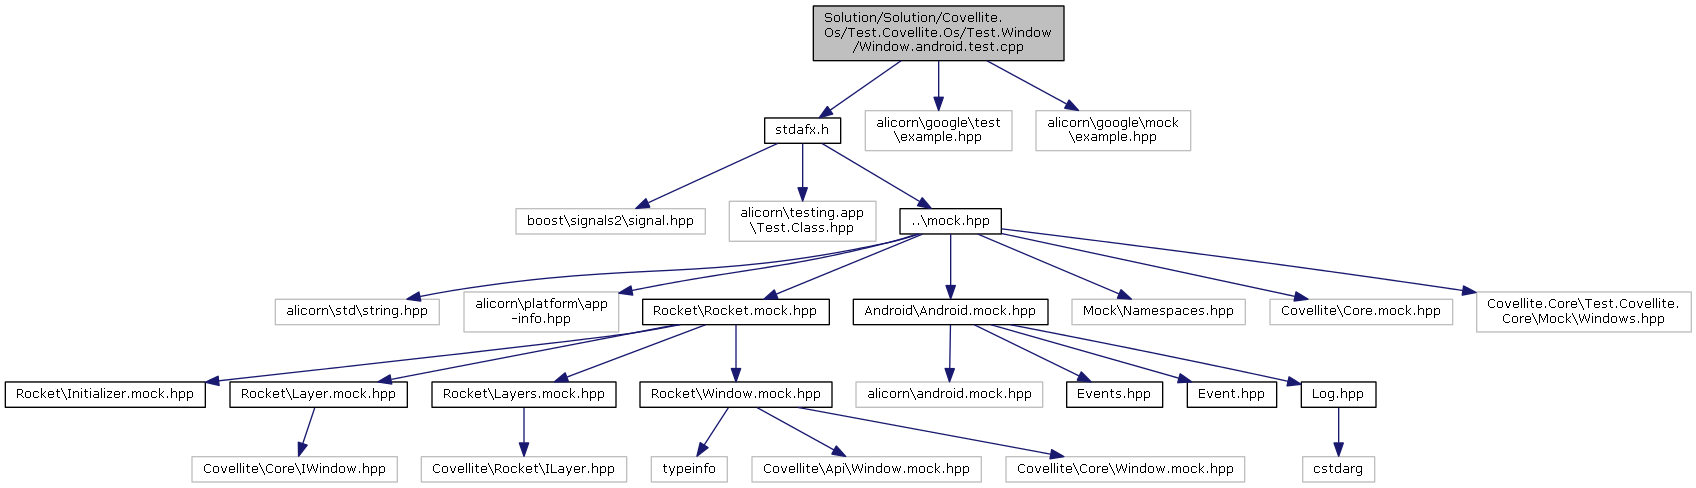 Solution/Solution/Covellite.
Os/Test.Covellite.Os/Test.Window
/Window.android.test.cpp
stdafx.h
alicorn\google\test
\example.hpp
alicorn\google\mock
\example.hpp
boost\signals2\signal.hpp
alicorn\testing.app
\Test.Class.hpp
..\mock.hpp
alicorn\std\string.hpp
alicorn\platform\app
-info.hpp
Rocket\Rocket.mock.hpp
Android\Android.mock.hpp
Mock\Namespaces.hpp
Covellite\Core.mock.hpp
Covellite.Core\Test.Covellite.
Core\Mock\Windows.hpp
Rocket\Initializer.mock.hpp
Rocket\Layer.mock.hpp
Rocket\Layers.mock.hpp
Rocket\Window.mock.hpp
alicorn\android.mock.hpp
Events.hpp
Event.hpp
Log.hpp
Covellite\Core\IWindow.hpp
Covellite\Rocket\ILayer.hpp
typeinfo
Covellite\Api\Window.mock.hpp
Covellite\Core\Window.mock.hpp
cstdarg